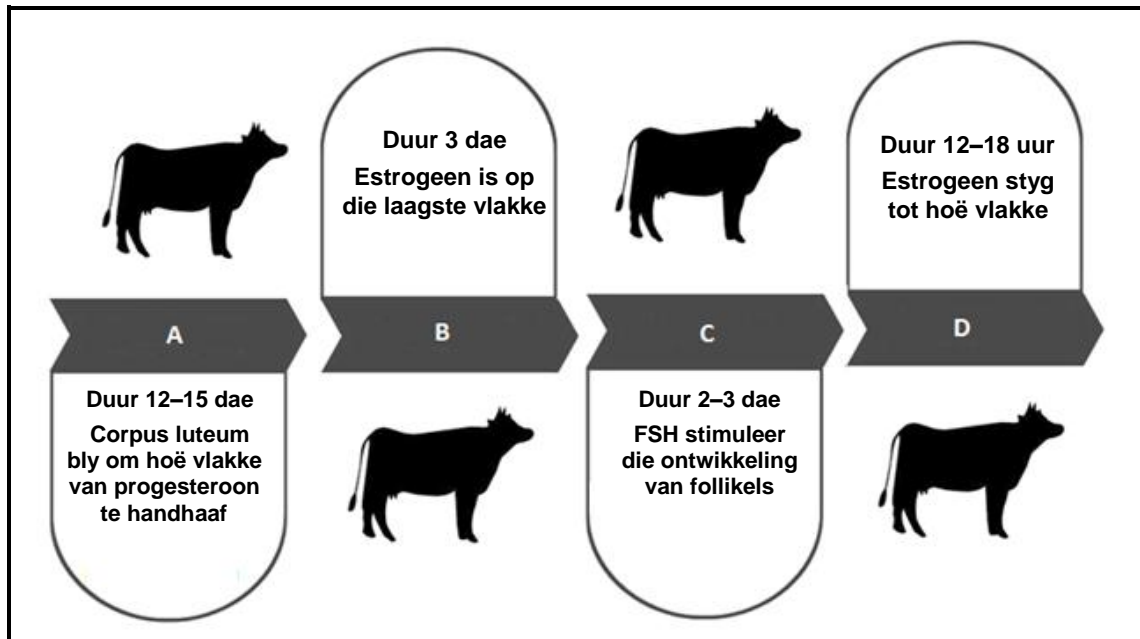 Duur 3 dae
Estrogeen is op
die laagste vlakke
Duur 12–18 uur
Estrogeen styg
tot hoë vlakke
A
B
C
D
Duur 12–15 dae
Corpus luteum
bly om hoë vlakke
van progesteroon
te handhaaf
Duur 2–3 dae
FSH stimuleer
die ontwikkeling
van follikels